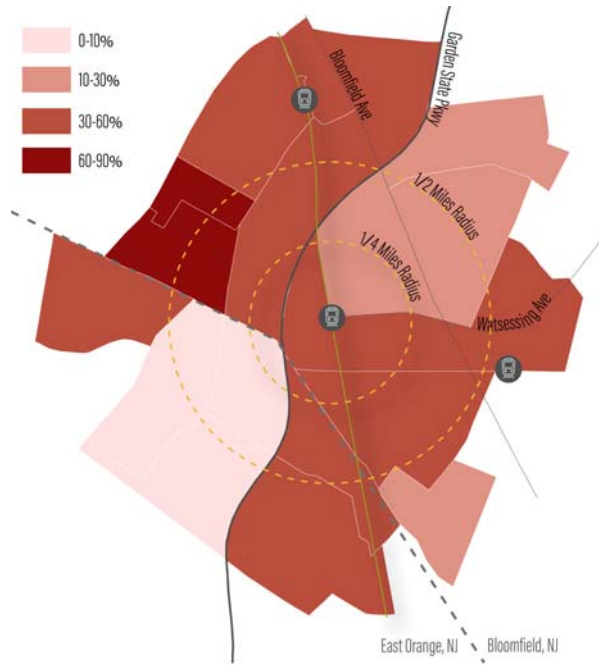 0-10%
10-30%
30-60%
60-90%
Bloomfield Ave
Garden State Pkwy
1/2 Miles Radius
1/4 Miles Radius
Watsessing Ave
East Orange, NJ
Bloomfield, NJ